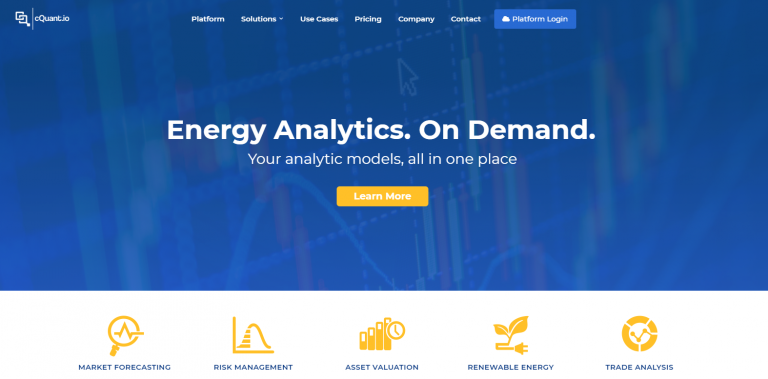 cQuant.io
Platform
Solutions
Use Cases
Pricing
Company
Contact
Platform Login
Energy Analytics. On Demand.
Your analytic models, all in one place
Learn More
MARKET FORECASTING
RISK MANAGEMENT
ASSET VALUATION
RENEWABLE ENERGY
TRADE ANALYSIS